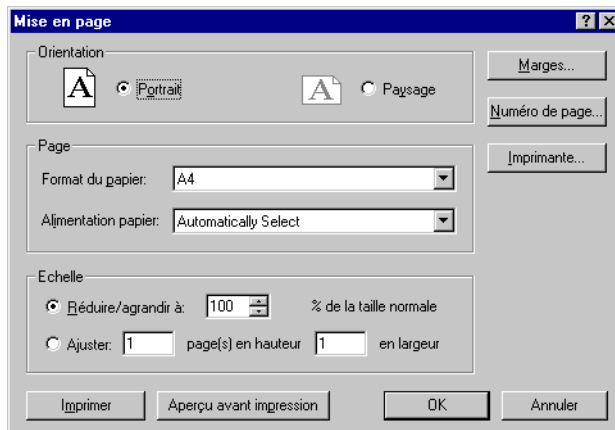 Mise en page
Orientation
A Portrait A Paysage
Marges...
Numéro de page...
Imprimante...
Page
Format du papier: A4
Alimentation papier: Automatically Select
Echelle
Réduire/agrandir à: 100 % de la taille normale
Ajuster: 1 page(s) en hauteur 1 en largeur
Imprimer Aperçu avant impression OK Annuler